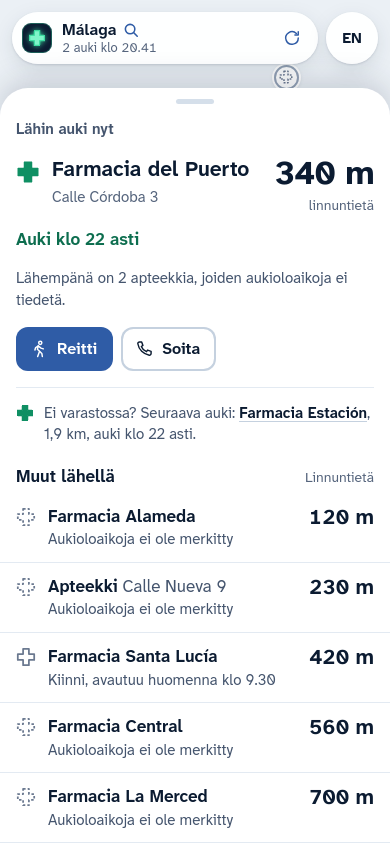 Málaga
2 auki klo 20.41
EN
Lähin auki nyt
Farmacia del Puerto
340 m
Calle Córdoba 3
linnuntietä
Auki klo 22 asti
Lähempänä on 2 apteekkia, joiden aukioloaikoja ei
tiedetä.
Reitti
Soita
Ei varastossa? Seuraava auki: Farmacia Estación,
1,9 km, auki klo 22 asti.
Muut lähellä
Linnuntietä
Farmacia Alameda
120 m
Aukioloaikoja ei ole merkitty
Apteekki Calle Nueva 9
230 m
Aukioloaikoja ei ole merkitty
Farmacia Santa Lucía
420 m
Kiinni, avautuu huomenna klo 9.30
Farmacia Central
560 m
Aukioloaikoja ei ole merkitty
Farmacia La Merced
700 m
Aukioloaikoja ei ole merkitty